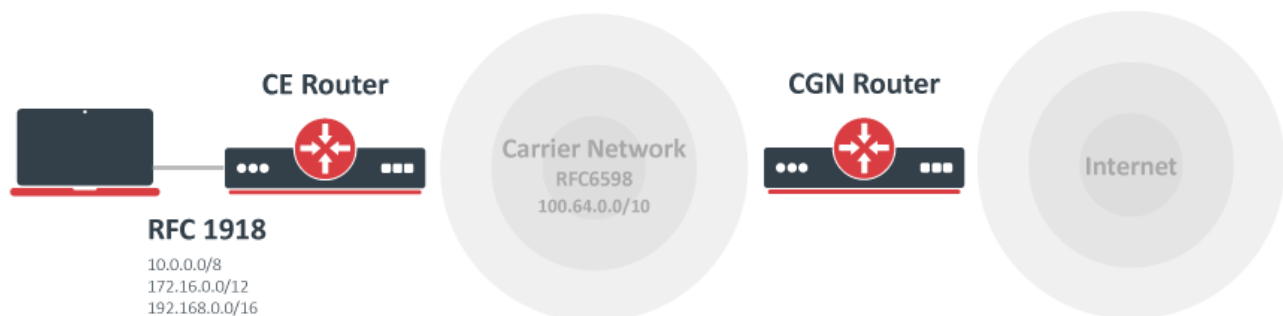 CE Router
CGN Router
Carrier Network
RFC6598
100.64.0.0/10
Internet
RFC 1918
10.0.0.0/8
172.16.0.0/12
192.168.0.0/16